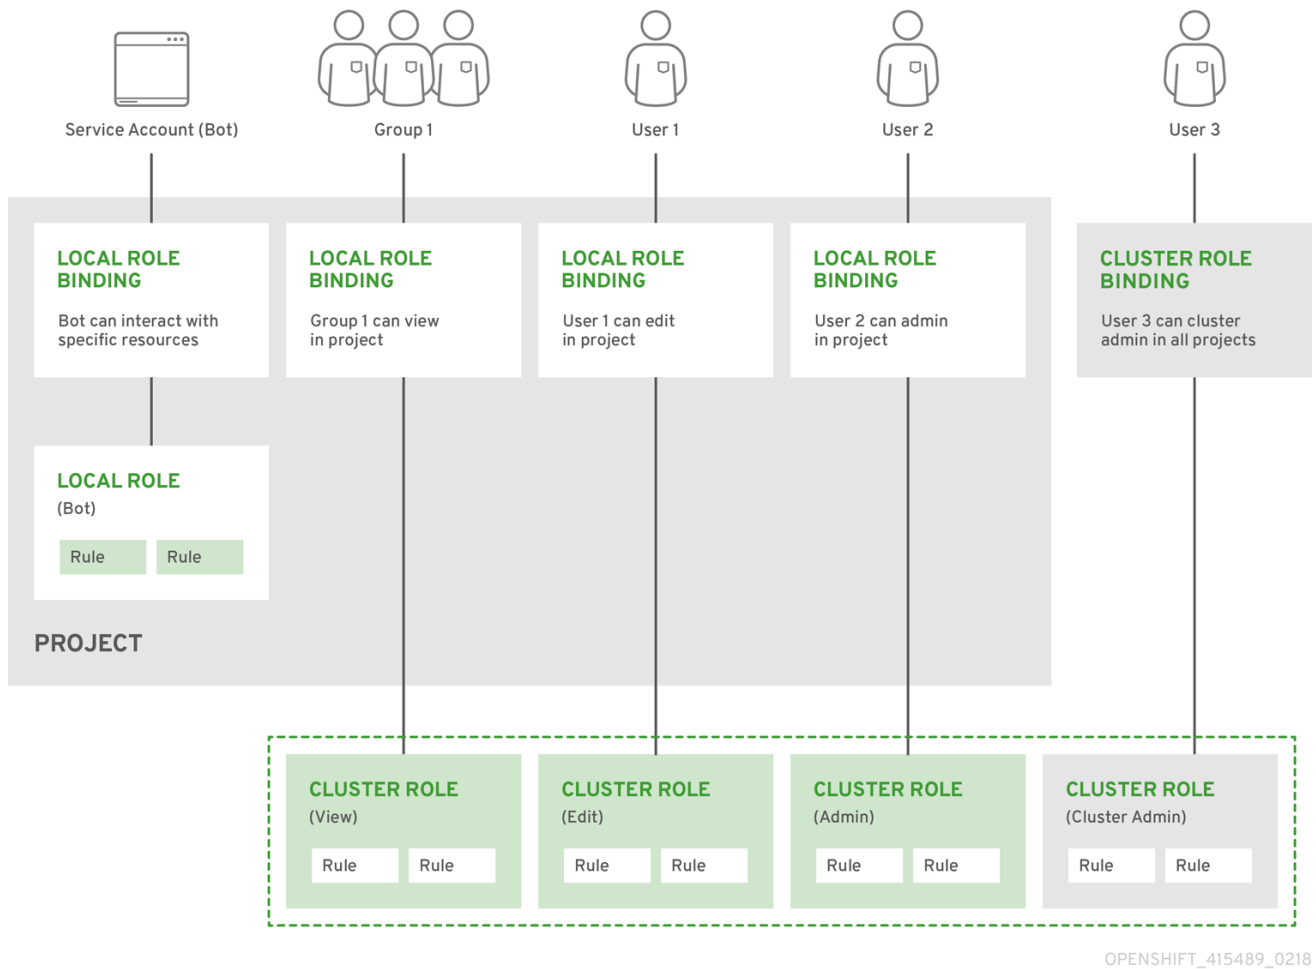 Service Account (Bot)
Group 1
User 1
User 2
User 3
LOCAL ROLE
BINDING
Bot can interact with
specific resources
LOCAL ROLE
BINDING
Group 1 can view
in project
LOCAL ROLE
BINDING
User 1 can edit
in project
LOCAL ROLE
BINDING
User 2 can admin
in project
CLUSTER ROLE
BINDING
User 3 can cluster
admin in all projects
LOCAL ROLE
(Bot)
Rule
Rule
PROJECT
CLUSTER ROLE
(View)
Rule
Rule
CLUSTER ROLE
(Edit)
Rule
Rule
CLUSTER ROLE
(Admin)
Rule
Rule
CLUSTER ROLE
(Cluster Admin)
Rule
Rule
OPENSHIFT_415489_0218